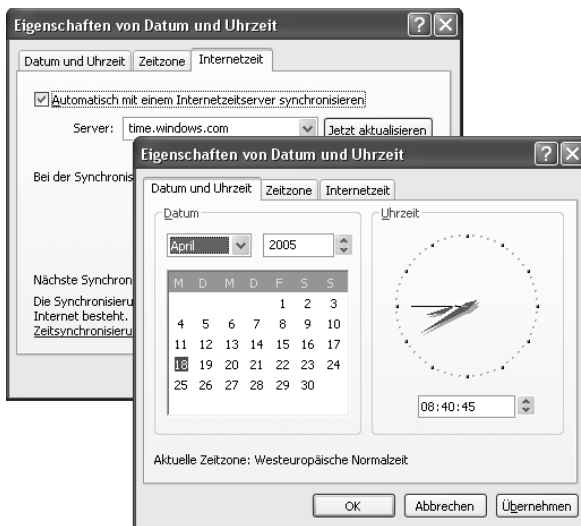 Eigenschaften von Datum und Uhrzeit
Datum und Uhrzeit Zeitzone Internetzeit
Automatisch mit einem Internetzeitserver synchronisieren
Server: time.windows.com Jetzt aktualisieren
Bei der
Nächste
Die
Internet besteht.
Eigenschaften von Datum und Uhrzeit
Datum und Uhrzeit Zeitzone Internetzeit
Datum
April 2005
M D M D F S S
1 2 3
4 5 6 7 8 9 10
11 12 13 14 15 16 17
18 19 20 21 22 23 24
25 26 27 28 29 30
Uhrzeit
08:40:45
Aktuelle Zeitzone: Westeuropäische Normalzeit
OK Abbrechen Übernehmen